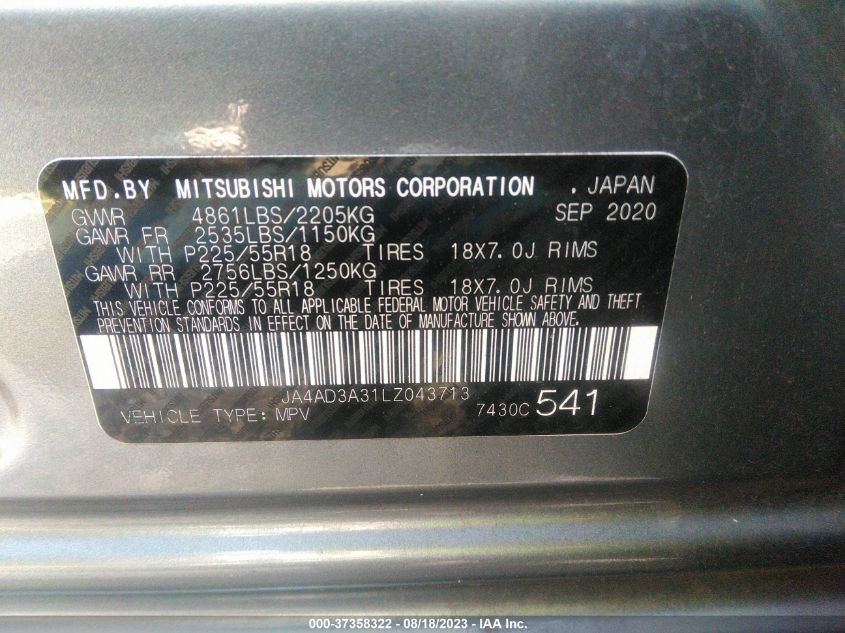 MFD.BY MITSUBISHI MOTORS CORPORATION . JAPAN
GVWR 4861LBS/2205KG SEP 2020
GAWR FR 2535LBS/1150KG
WITH P225/55R18 TIRES 18X7.0J RIMS
GAWR RR 2756LBS/1250KG
WITH P225/55R18 TIRES 18X7.0J RIMS
THIS VEHICLE CONFORMS TO ALL APPLICABLE FEDERAL MOTOR VEHICLE SAFETY AND THEFT
PREVENTION STANDARDS IN EFFECT ON THE DATE OF MANUFACTURE SHOWN ABOVE.
JA4AD3A31LZ043713
VEHICLE TYPE: MPV 7430C 541
000-37358322 - 08/18/2023 - IAA Inc.